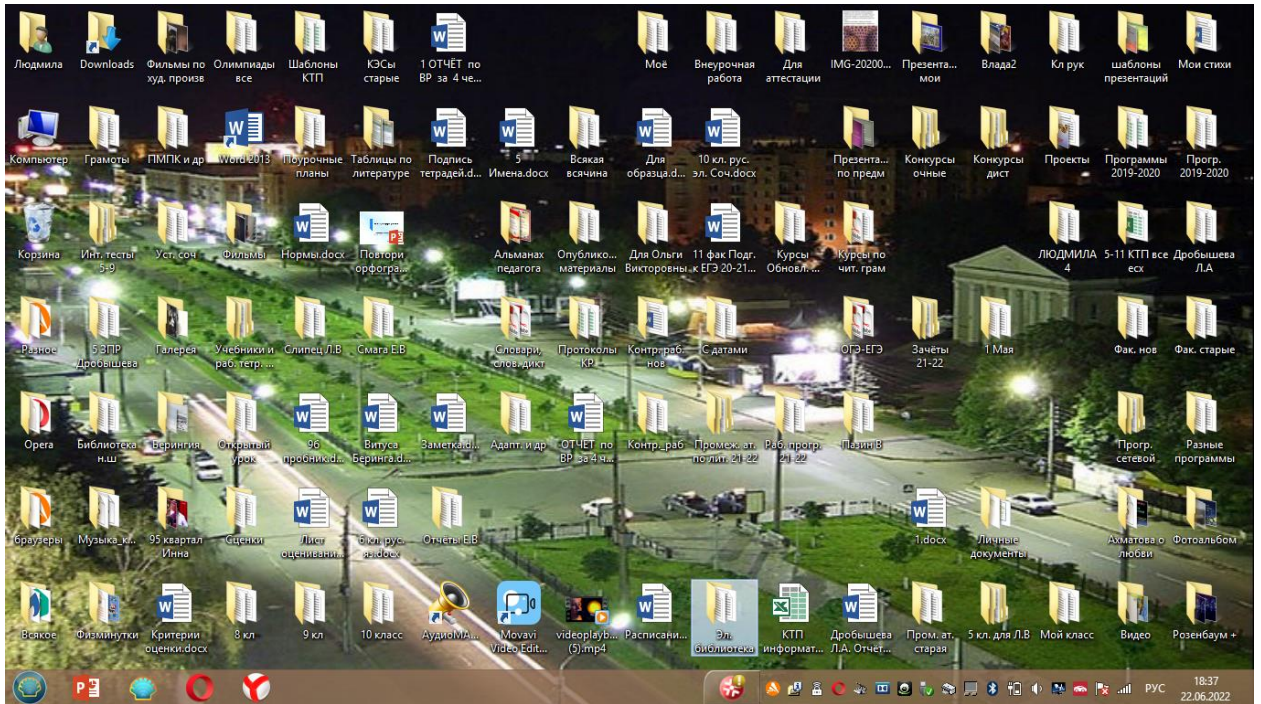 Людмила
Downloads
Фильмы по
худ. произв
Олимпиады
все
Шаблоны
КТП
КЭСы
старые
1 ОТЧЁТ по
ВР за 4 че...
Моё
Внеурочная
работа
Для
аттестации
IMG-20200...
Презента...
мои
Влада2
Кл рук
шаблоны
презентаций
Мои стихи
Компьютер
Грамоты
ПМПК и др
Word 2013
Поурочные
планы
Таблицы по
литературе
Подпись
тетрадей.d...
5
Имена.docx
Всякая
всячина
Для
образца.d...
10 кл. рус.
эл. Соч.docx
Презента...
по предм
Конкурсы
очные
Конкурсы
дист
Проекты
Программы
2019-2020
Прогр.
2019-2020
Корзина
Инт. тесты
5-9
Уст. соч
Фильмы
Нормы.docx
Повтори
орфогра...
Альманах
педагога
Опублико...
материалы
Для Ольги
Викторовны
11 фак Подг.
к ЕГЭ 20-21...
Курсы
Обновл. ...
Курсы по
чит. грам
ЛЮДМИЛА
4
5-11 КТП все
есх
Дробышева
Л.А
Разное
5 ЗПР
Дробышева
Галерея
Учебники и
раб. тетр. ...
Слипец Л.В
Смага Е.В
Словари,
слов.дикт
Протоколы
КР
Контр. раб.
нов
С датами
ОГЭ-ЕГЭ
Зачёты
21-22
1 Мая
Фак. нов
Фак. старые
Opera
Библиотека
н.ш
Верингия
Открытый
урок
9б
пробник.d...
Витуса
Беринга.d...
Заметка.d...
Адапт. и др
ОТЧЁТ по
ВР за 4 ч...
Контр_раб
Промеж. ат.
по лит. 21-22
Раб. прогр.
21-22
Пазин В
Прогр.
сетевой
Разные
программы
браузеры
Музыка_к...
95 квартал
Инна
Сценки
Лист
оценивани...
6 кл. рус.
яз.docx
Отчёты Е.В
1.docx
Личные
документы
Ахматова о
любви
Фотоальбом
Всякое
Физминутки
Критерии
оценки.docx
8 кл
9 кл
10 класс
АудиоМА...
Movavi
Video Edit...
videoplayb...
(5).mp4
Расписани...
Эл.
библиотека
КТП
информат...
Дробышева
Л.А. Отчёт...
Пром. ат.
старая
5 кл. для Л.В
Мой класс
Видео
Розенбаум +
РУС
18:37
22.06.2022